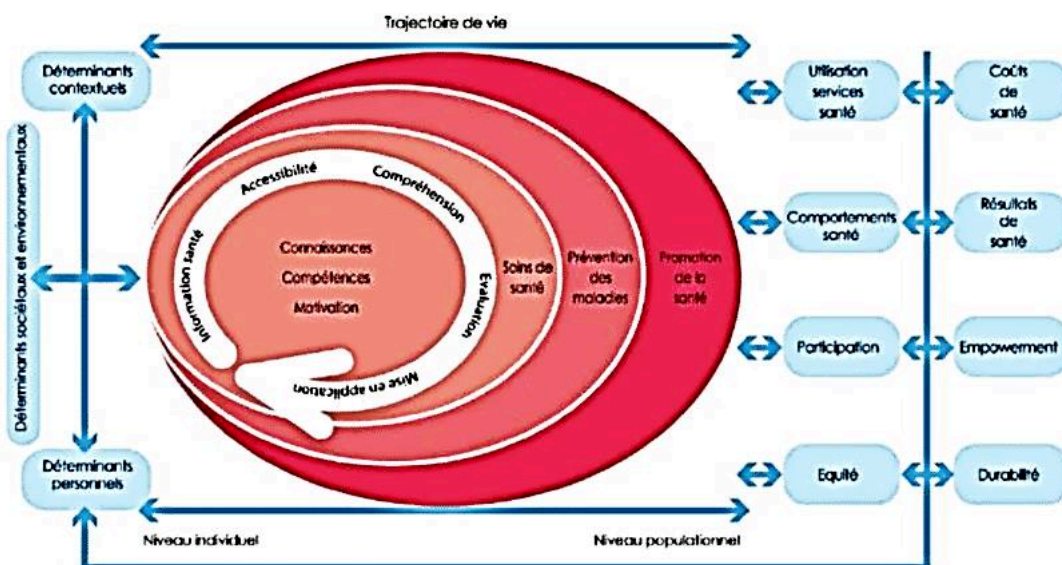 Trajectoire de vie
Déterminants
contextuels
Déterminants sociétaux et environnementaux
Déterminants
personnels
Information santé
Accessibilité
Compréhension
Evaluation
Mise en application
Connaissances
Compétences
Motivation
Soins de
santé
Prévention
des
maladies
Promotion
de la
santé
Utilisation
services
santé
Coûts
de
santé
Comportements
santé
Résultats
de
santé
Participation
Empowerment
Equité
Durabilité
Niveau individuel
Niveau populationnel